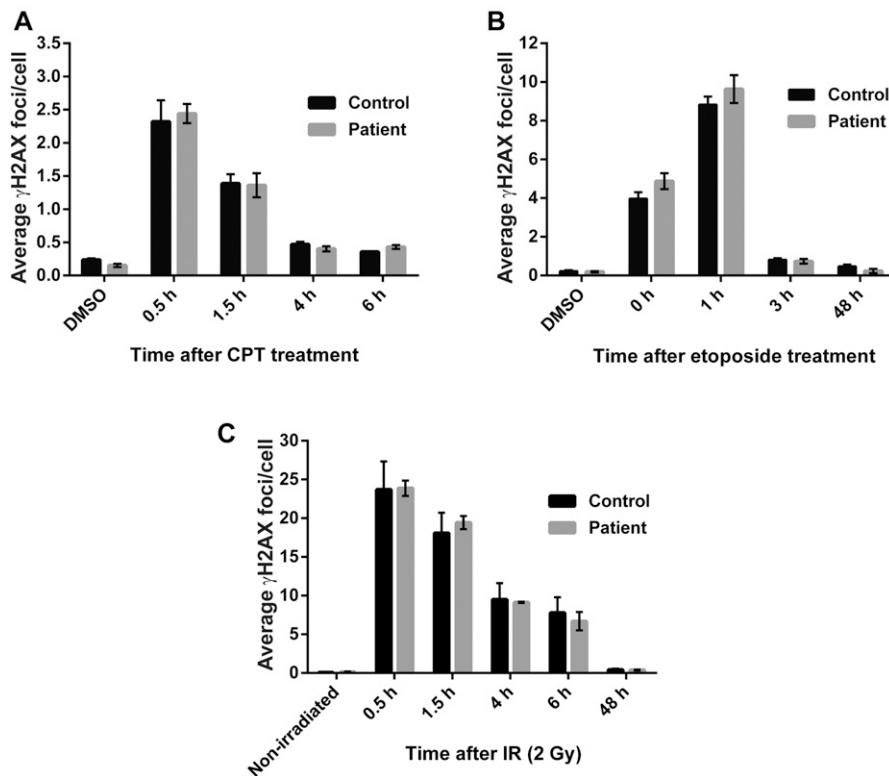 A
Average γH2AX foci/cell
3.5
3.0
2.5
2.0
1.5
1.0
0.5
0.0
Control
Patient
DMSO
0.5 h
1.5 h
4 h
6 h
Time after CPT treatment
B
Average γH2AX foci/cell
12
10
8
6
4
2
0
Control
Patient
DMSO
0 h
1 h
3 h
48 h
Time after etoposide treatment
C
Average γH2AX foci/cell
30
25
20
15
10
5
0
Control
Patient
Non-irradiated
0.5 h
1.5 h
4 h
6 h
48 h
Time after IR (2 Gy)